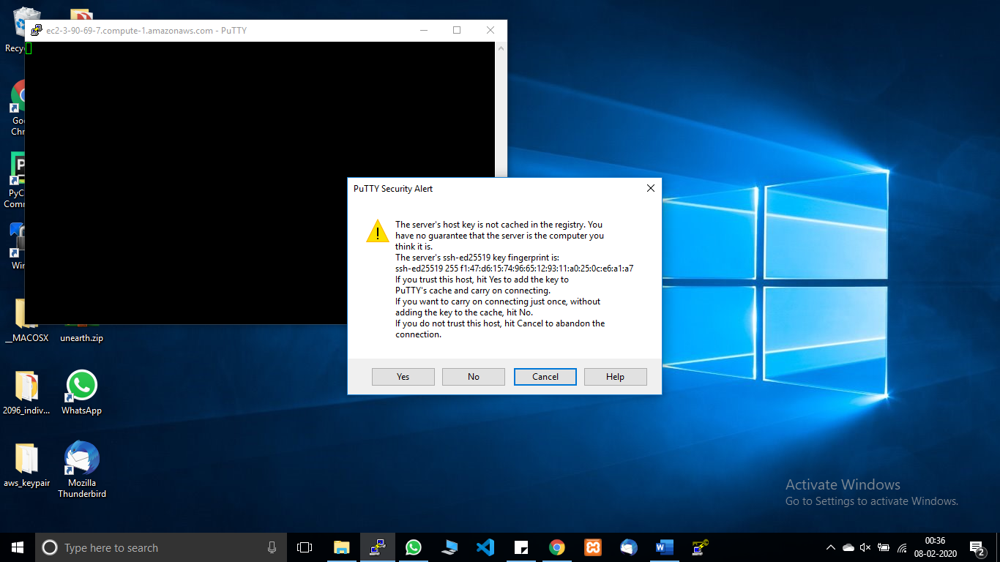 ec2-3-90-69-7.compute-1.amazonaws.com - PuTTY
Recy
Goo
Chr
PyC
Comm
Win
__MACOSX
unearth.zip
2096_indiv...
WhatsApp
aws_keypair
Mozilla
Thunderbird
PuTTY Security Alert
The server's host key is not cached in the registry. You
have no guarantee that the server is the computer you
think it is.
The server's ssh-ed25519 key fingerprint is:
ssh-ed25519 255 f1:47:d6:15:74:96:65:12:93:11:a0:25:0c:e6:a1:a7
If you trust this host, hit Yes to add the key to
PuTTY's cache and carry on connecting.
If you want to carry on connecting just once, without
adding the key to the cache, hit No.
If you do not trust this host, hit Cancel to abandon the
connection.
Yes
No
Cancel
Help
Activate Windows
Go to Settings to activate Windows.
Type here to search
00:36
08-02-2020
2